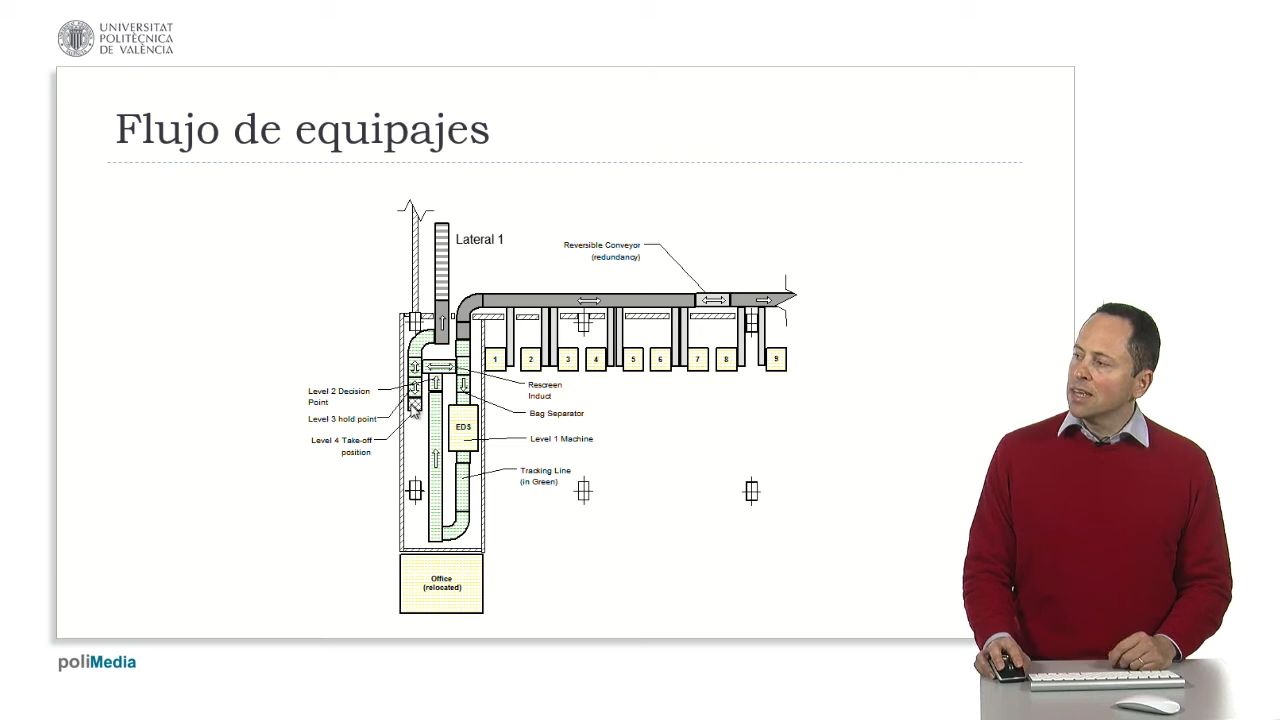 UNIVERSITAT
POLITÈCNICA
DE VALÈNCIA
Flujo de equipajes
Lateral 1
Reversible Conveyor
(redundancy)
1
2
3
4
5
6
7
8
9
Level 2 Decision
Point
Level 3 hold point
Level 4 Take-off
position
Rescreen
Induct
Bag Separator
EDS
Level 1 Machine
Tracking Line
(in Green)
Office
(relocated)
poliMedia